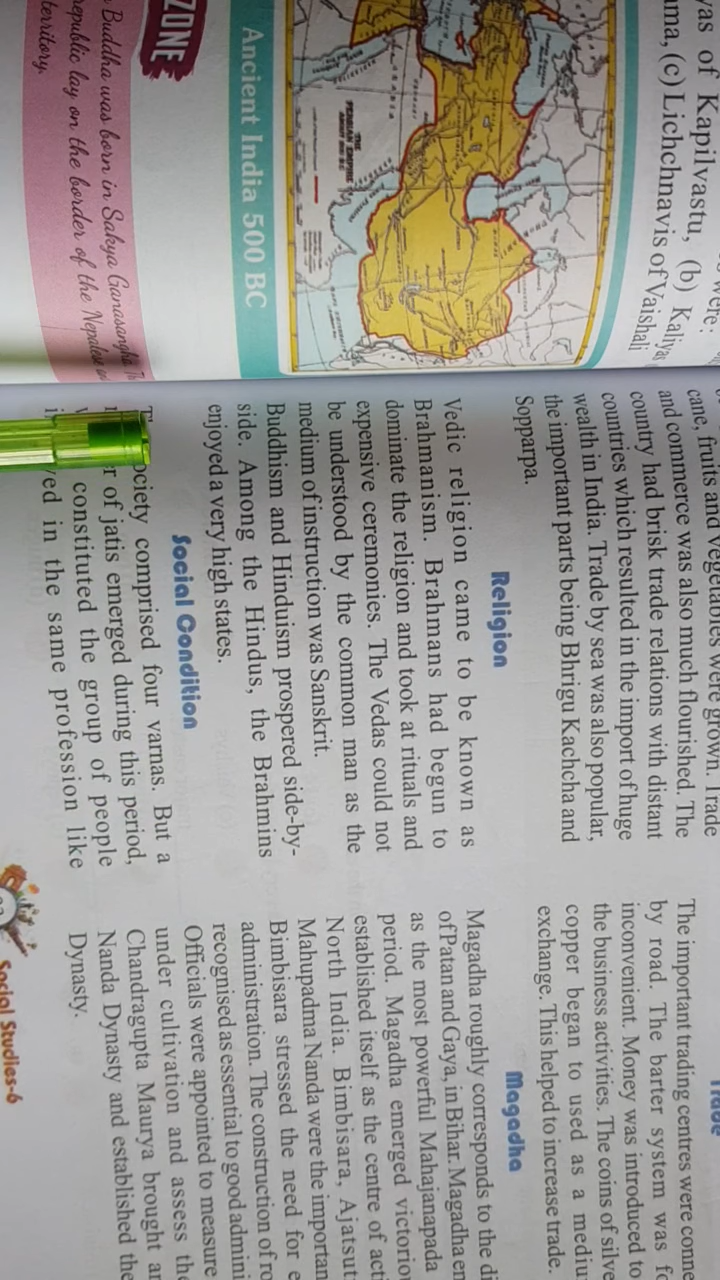 yas of Kapilvastu, (b) Kaliyas
ma, (c) Lichchnavis of Vaishali
THE PERSIAN EMPIRE
ARABIA
Ancient India 500 BC
ZONE
Buddha was born in Sakya Ganasangha
republic lay on the border of the Nepalese
territory.
cane, fruits and vegetables were grown. Trade
and commerce was also much flourished. The
country had brisk trade relations with distant
countries which resulted in the import of huge
wealth in India. Trade by sea was also popular,
the important parts being Bhrigu Kachcha and
Sopparpa.
Religion
Vedic religion came to be known as
Brahmanism. Brahmans had begun to
dominate the religion and took at rituals and
expensive ceremonies. The Vedas could not
be understood by the common man as the
medium of instruction was Sanskrit.
Buddhism and Hinduism prospered side-by-
side. Among the Hindus, the Brahmins
enjoyed a very high states.
Social Condition
ociety comprised four varnas. But a
er of jatis emerged during this period,
constituted the group of people
ved in the same profession like
Trade
The important trading centres were conne
by road. The barter system was fo
inconvenient. Money was introduced to
the business activities. The coins of silve
copper began to used as a mediu
exchange. This helped to increase trade.
Magadha
Magadha roughly corresponds to the di
of Patan and Gaya, in Bihar. Magadha em
as the most powerful Mahajanapada
period. Magadha emerged victoriou
established itself as the centre of acti
North India. Bimbisara, Ajatsut
Mahupadma Nanda were the importan
Bimbisara stressed the need for e
administration. The construction of ro
recognised as essential to good admini
Officials were appointed to measure
under cultivation and assess the
Chandragupta Maurya brought an
Nanda Dynasty and established the
Dynasty.
Social Studies-6